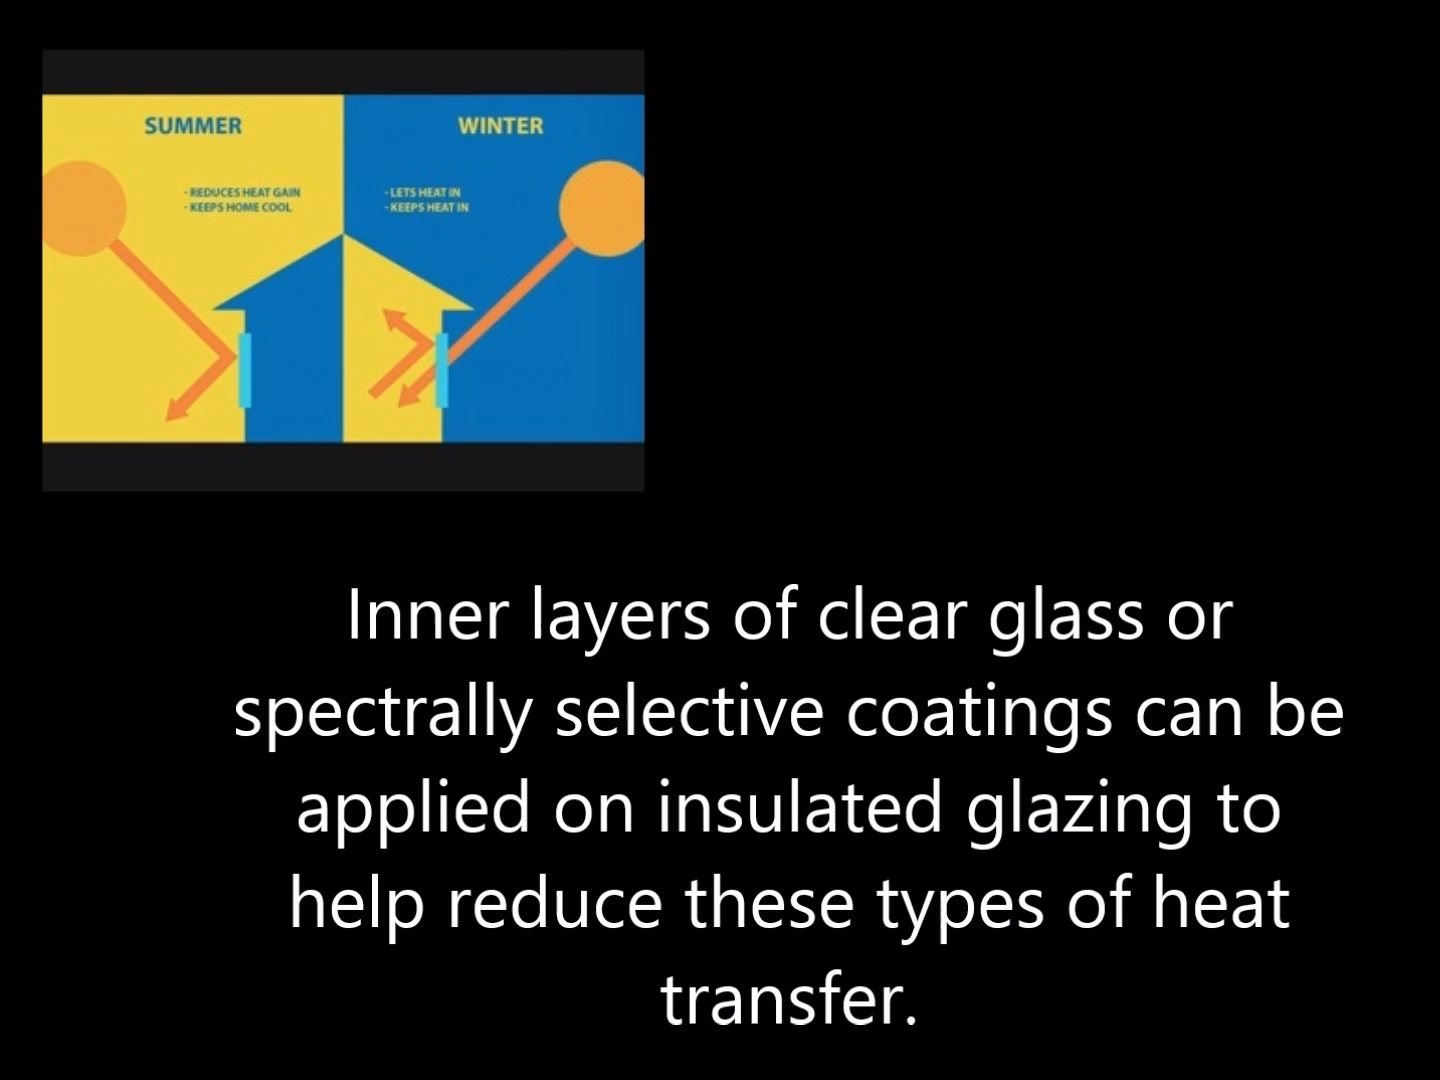 SUMMER
- REDUCES HEAT GAIN
- KEEPS HOME COOL
WINTER
- LETS HEAT IN
- KEEPS HEAT IN
Inner layers of clear glass or
spectrally selective coatings can be
applied on insulated glazing to
help reduce these types of heat
transfer.